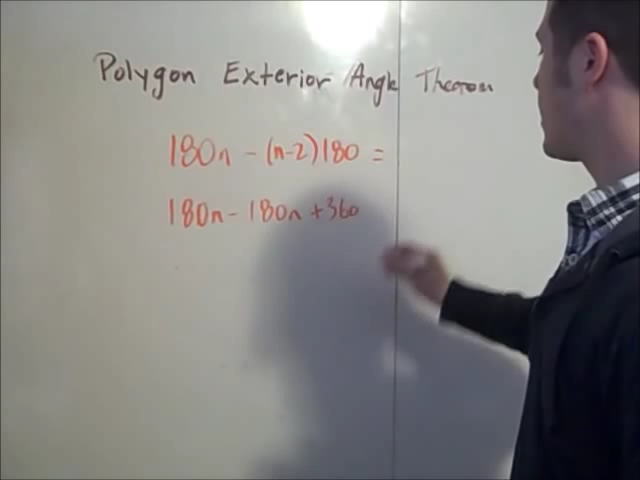 Polygon Exterior Angle Theorem
180n - (n-2)180 =
180n - 180n + 360